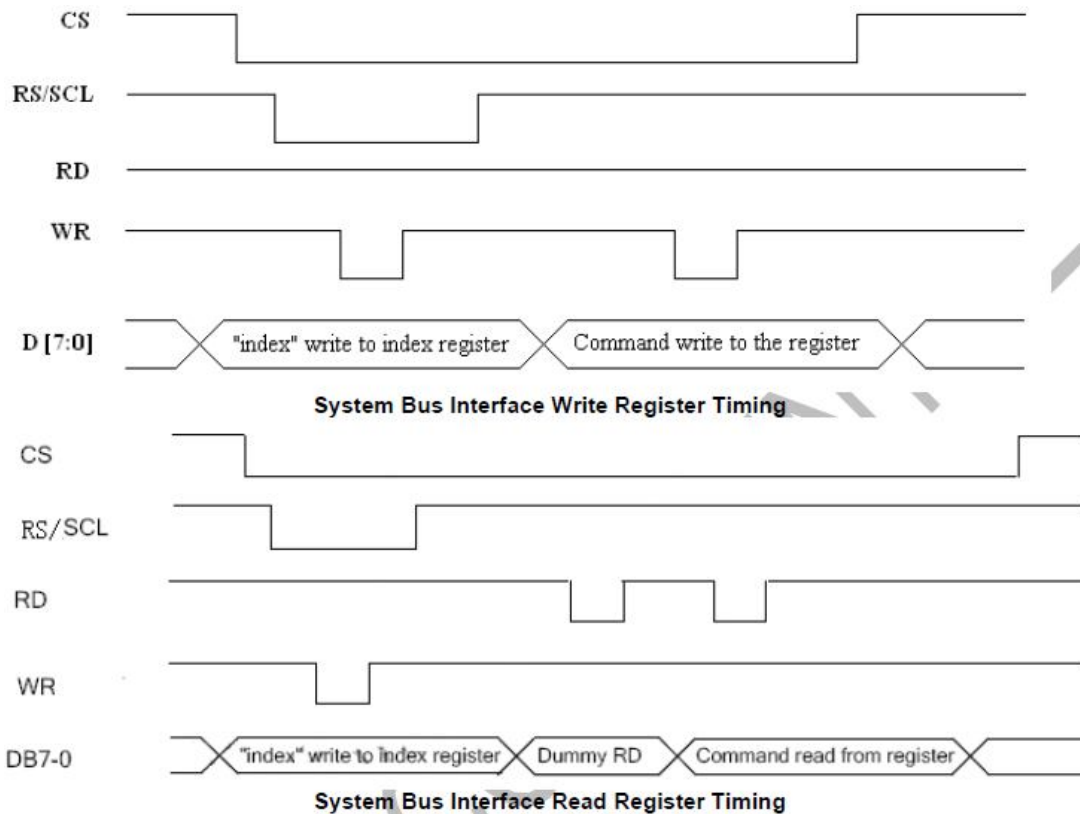 CS
RS/SCL
RD
WR
D [7:0]
"index" write to index register
Command write to the register
System Bus Interface Write Register Timing
CS
RS/SCL
RD
WR
DB7-0
"index" write to Index register
Dummy RD
Command read from register
System Bus Interface Read Register Timing